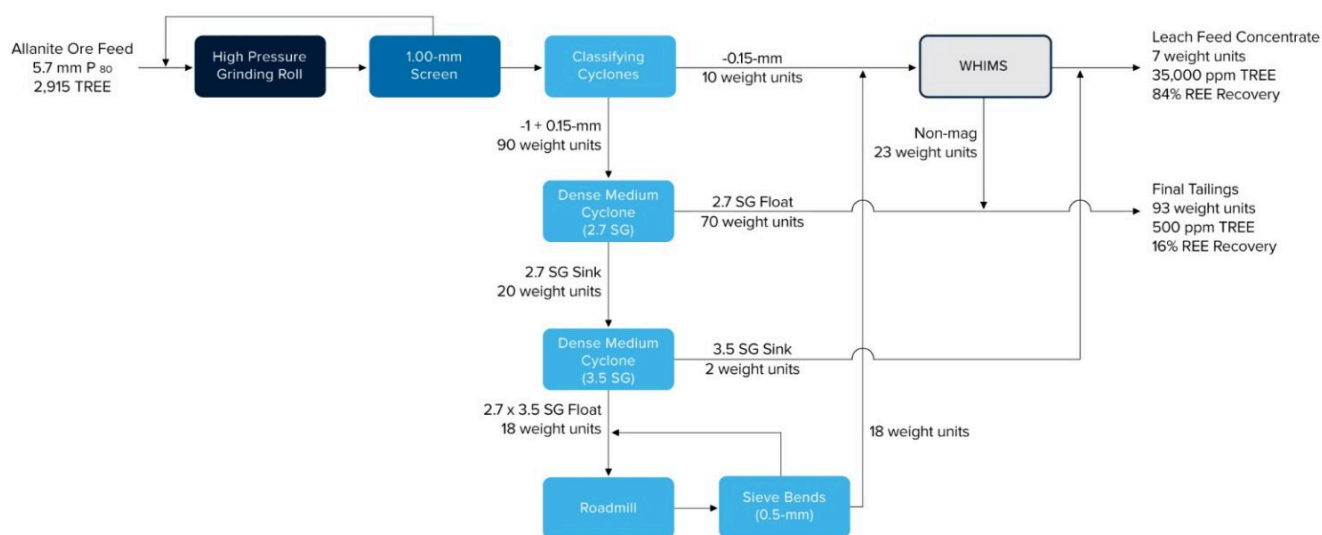 Allanite Ore Feed
5.7 mm P 80
2,915 TREE
High Pressure
Grinding Roll
1.00-mm
Screen
Classifying
Cyclones
-0.15-mm
10 weight units
WHIMS
Leach Feed Concentrate
7 weight units
35,000 ppm TREE
84% REE Recovery
-1 + 0.15-mm
90 weight units
Non-mag
23 weight units
Dense Medium
Cyclone
(2.7 SG)
2.7 SG Float
70 weight units
Final Tailings
93 weight units
500 ppm TREE
16% REE Recovery
2.7 SG Sink
20 weight units
Dense Medium
Cyclone
(3.5 SG)
3.5 SG Sink
2 weight units
2.7 x 3.5 SG Float
18 weight units
18 weight units
Roadmill
Sieve Bends
(0.5-mm)